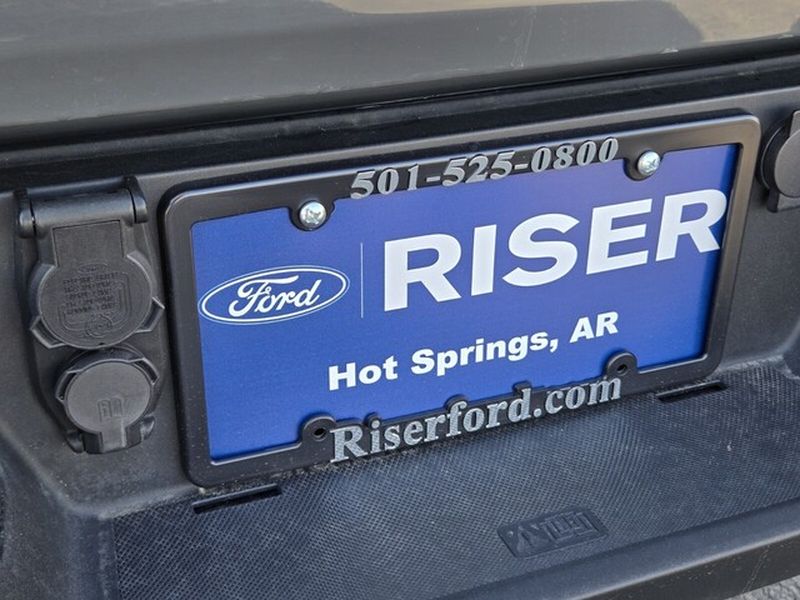 501-525-0800
Ford
RISER
Hot Springs, AR
Riserford.com